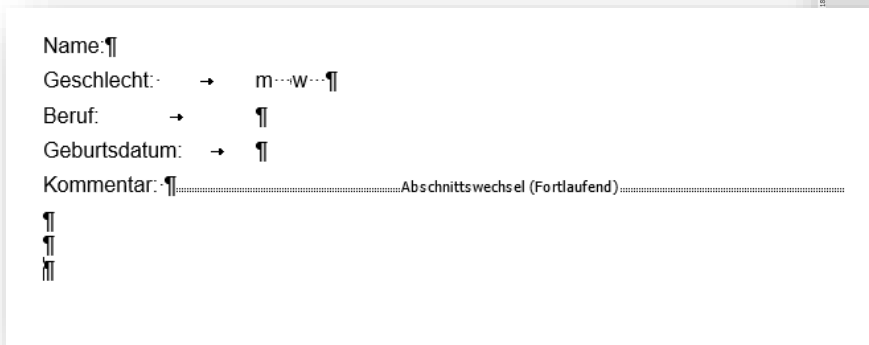 Name:¶
Geschlecht:· → m···w···¶
Beruf: → ¶
Geburtsdatum: → ¶
Kommentar:·¶Abschnittswechsel (Fortlaufend)
¶
¶
¶